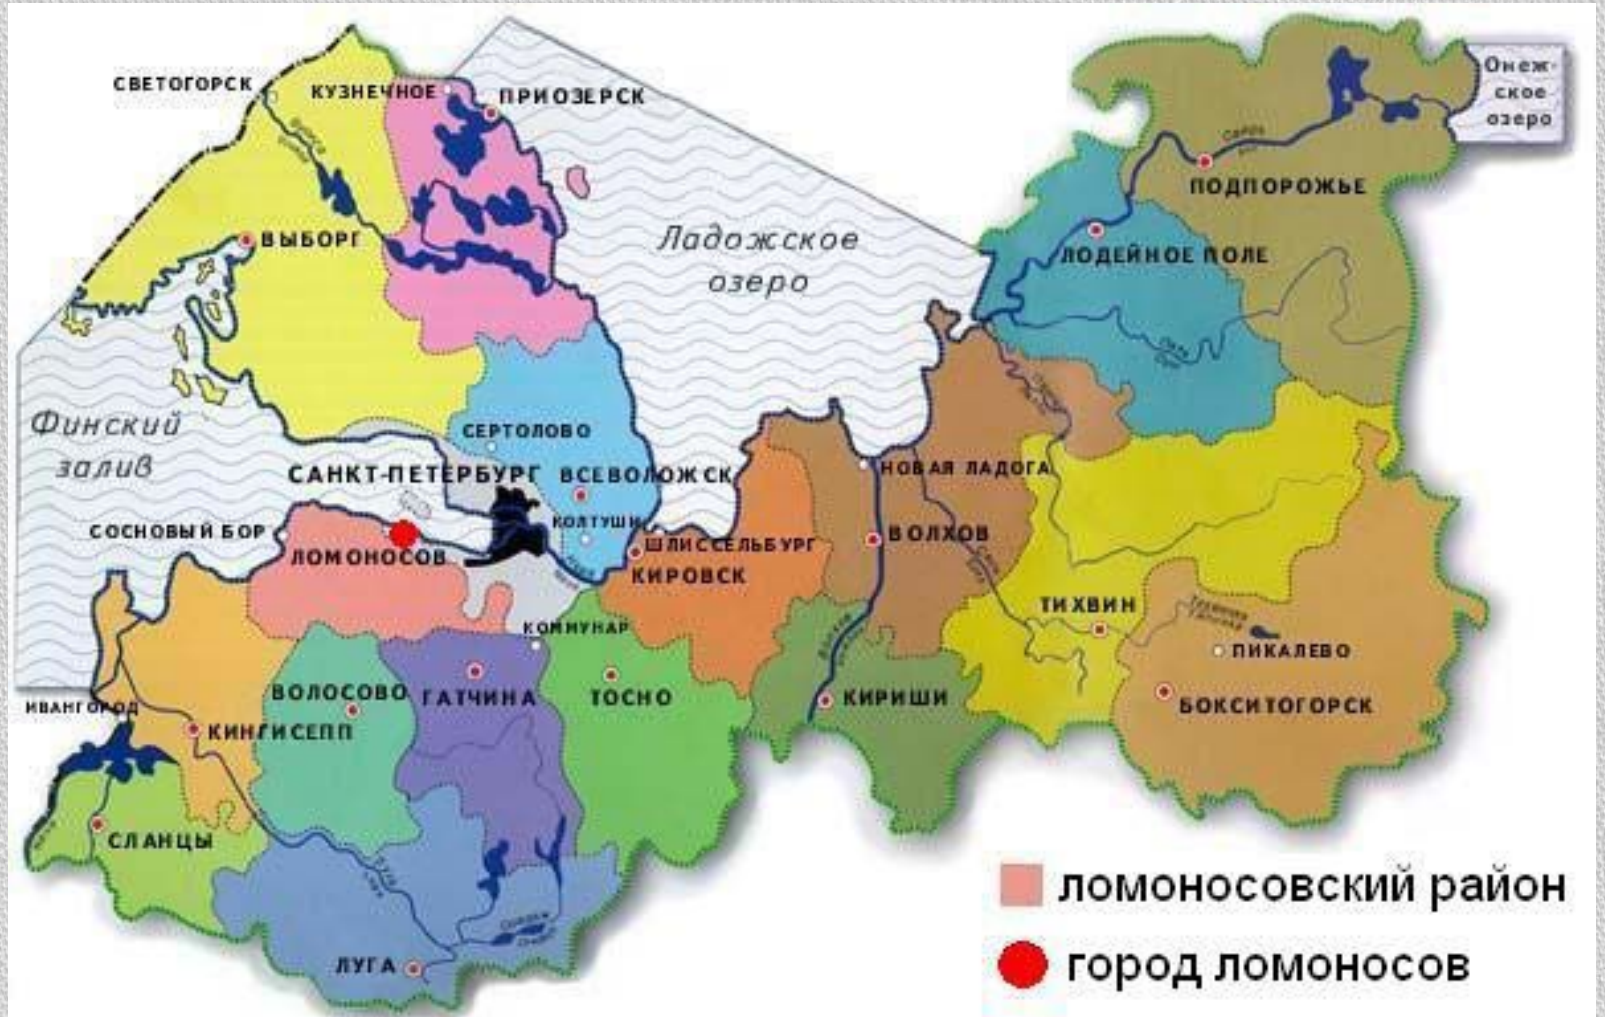 СВЕТОГОРСК
КУЗНЕЧНОЕ
ПРИОЗЕРСК
Онеж-
ское
озеро
ПОДПОРОЖЬЕ
ВЫБОРГ
Ладожское
озеро
ЛОДЕЙНОЕ ПОЛЕ
Финский
залив
СЕРТОЛОВО
САНКТ-ПЕТЕРБУРГ
ВСЕВОЛОЖСК
НОВАЯ ЛАДОГА
СОСНОВЫЙ БОР
КОЛТУШИ
ВОЛХОВ
ЛОМОНОСОВ
ШЛИССЕЛЬБУРГ
КИРОВСК
ТИХВИН
КОММУНАР
ПИКАЛЕВО
ВОЛОСОВО
ГАТЧИНА
ТОСНО
КИРИШИ
БОКСИТОГОРСК
ИВАНГОРОД
КИНГИСЕПП
СЛАНЦЫ
ЛУГА
ломоносовский район
город ломоносов